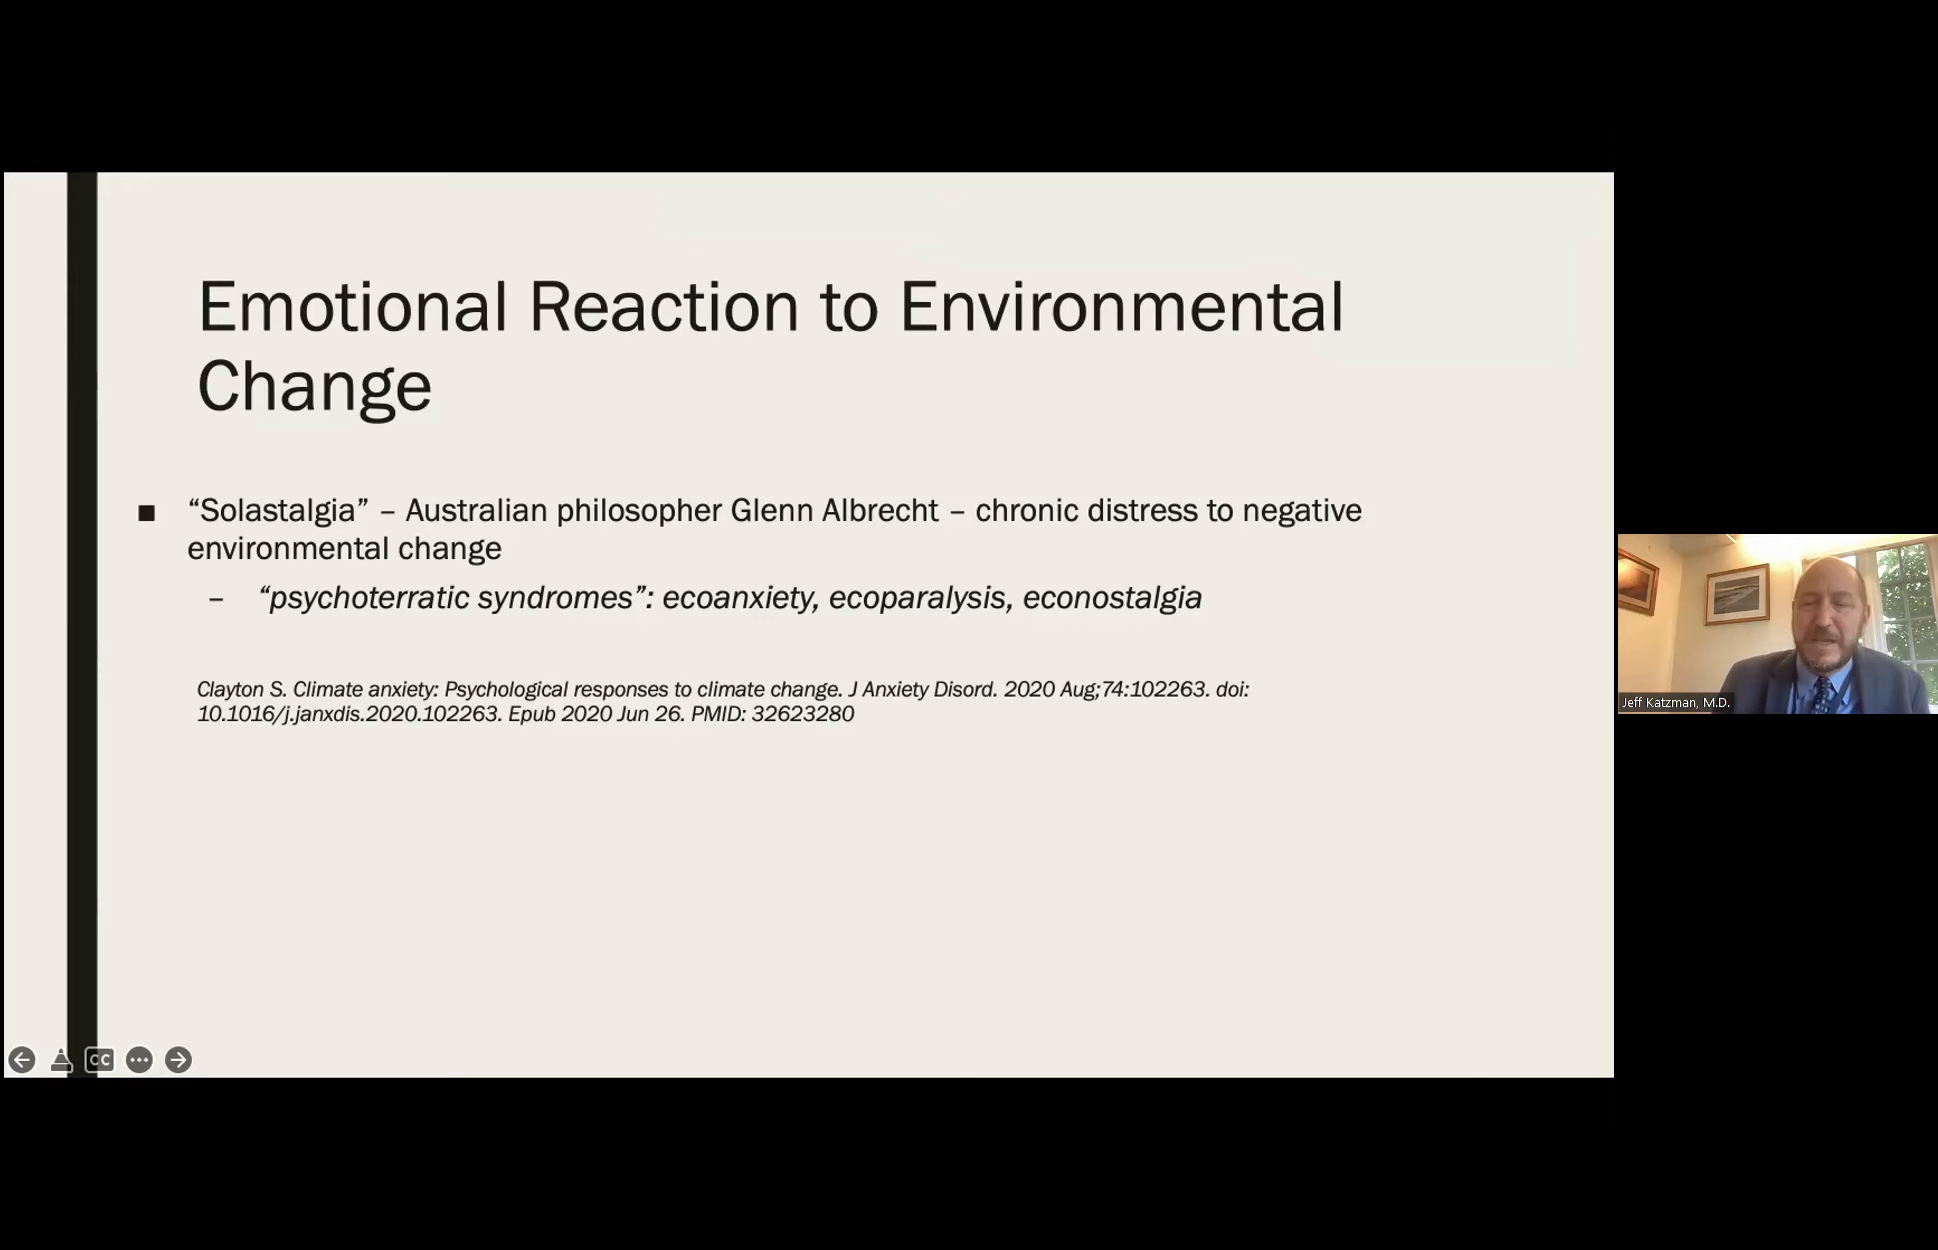 Emotional Reaction to Environmental
Change
■ “Solastalgia” – Australian philosopher Glenn Albrecht – chronic distress to negative
environmental change
– “psychoterratic syndromes”: ecoanxiety, ecoparalysis, econostalgia
Clayton S. Climate anxiety: Psychological responses to climate change. J Anxiety Disord. 2020 Aug;74:102263. doi:
10.1016/j.janxdis.2020.102263. Epub 2020 Jun 26. PMID: 32623280
Jeff Katzman, M.D.
CC